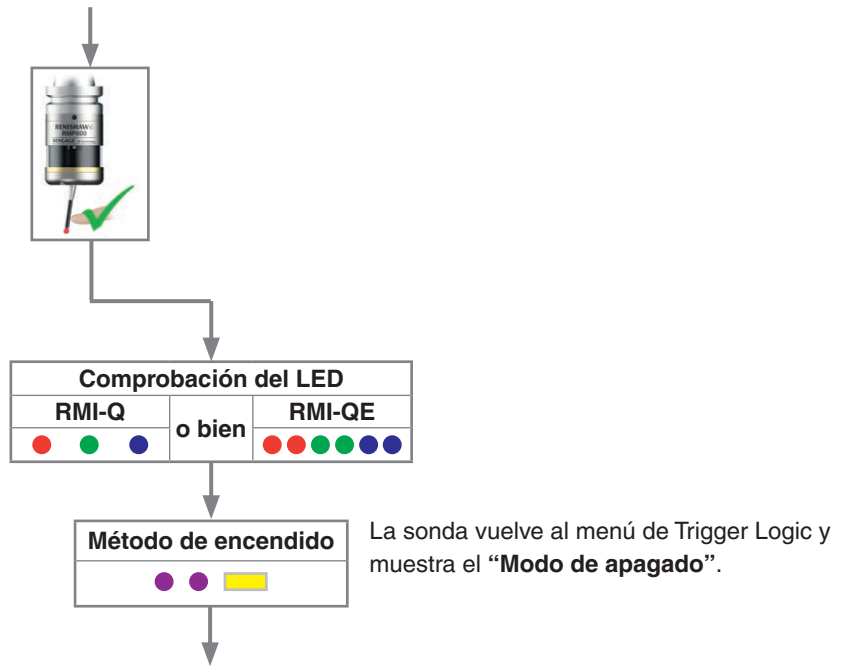 RENISHAW
RMP600
Comprobación del LED
RMI-Q
o bien
RMI-QE
Método de encendido
La sonda vuelve al menú de Trigger Logic y
muestra el “Modo de apagado”.